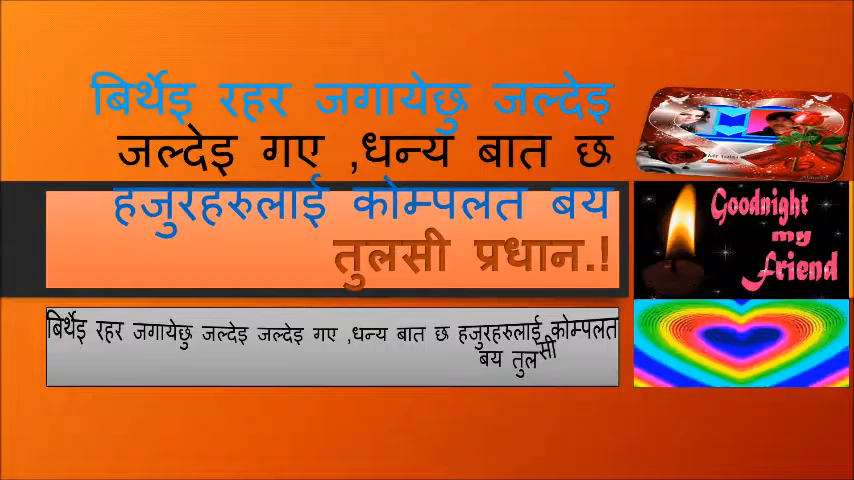 बिर्थेइ रहर जगायेछु जल्देइ
जल्देइ गए ,धन्य बात छ
हजुरहरुलाई कोम्पलत बय
तुलसी प्रधान.!
बिर्थेइ रहर जगायेछु जल्देइ जल्देइ गए ,धन्य बात छ हजुरहरुलाई कोम्पलत
बय तुलसी
Goodnight
my
Friend